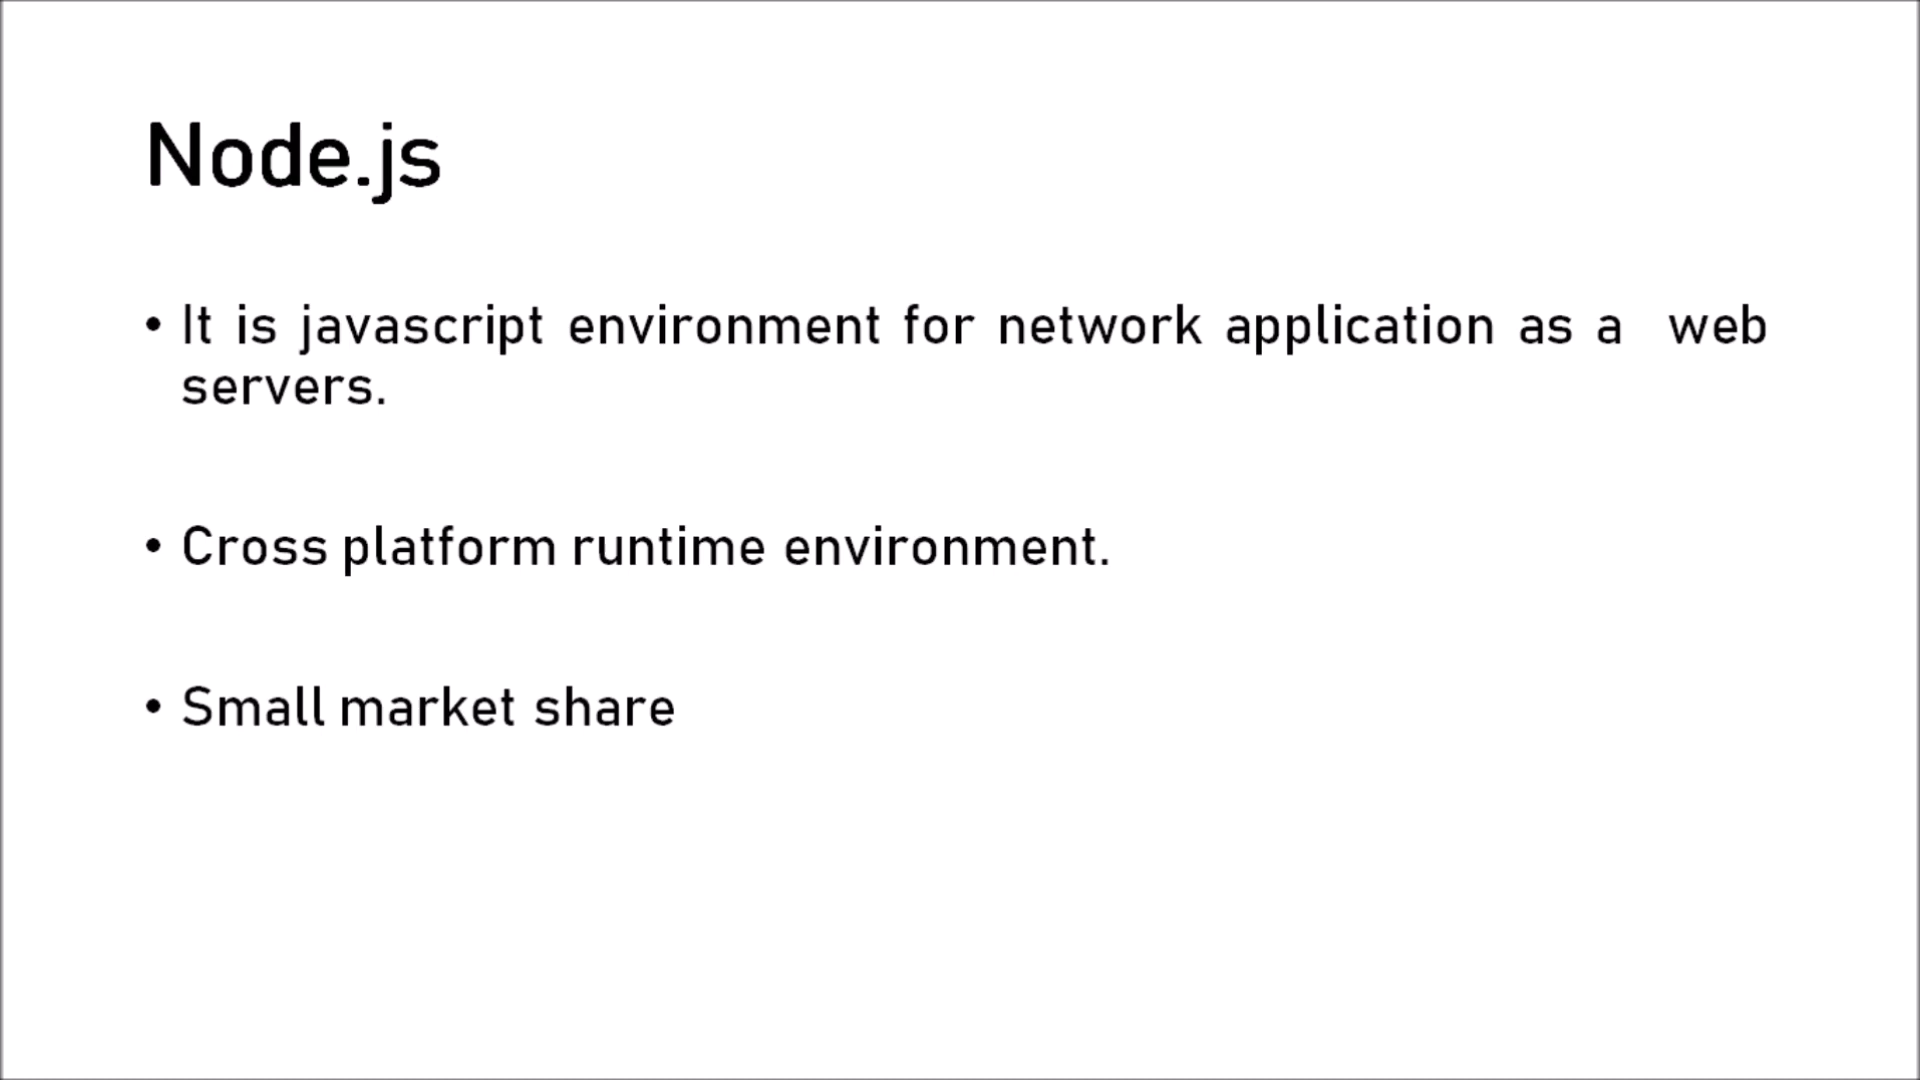 Node.js
• It is javascript environment for network application as a  web
servers.
• Cross platform runtime environment.
• Small market share